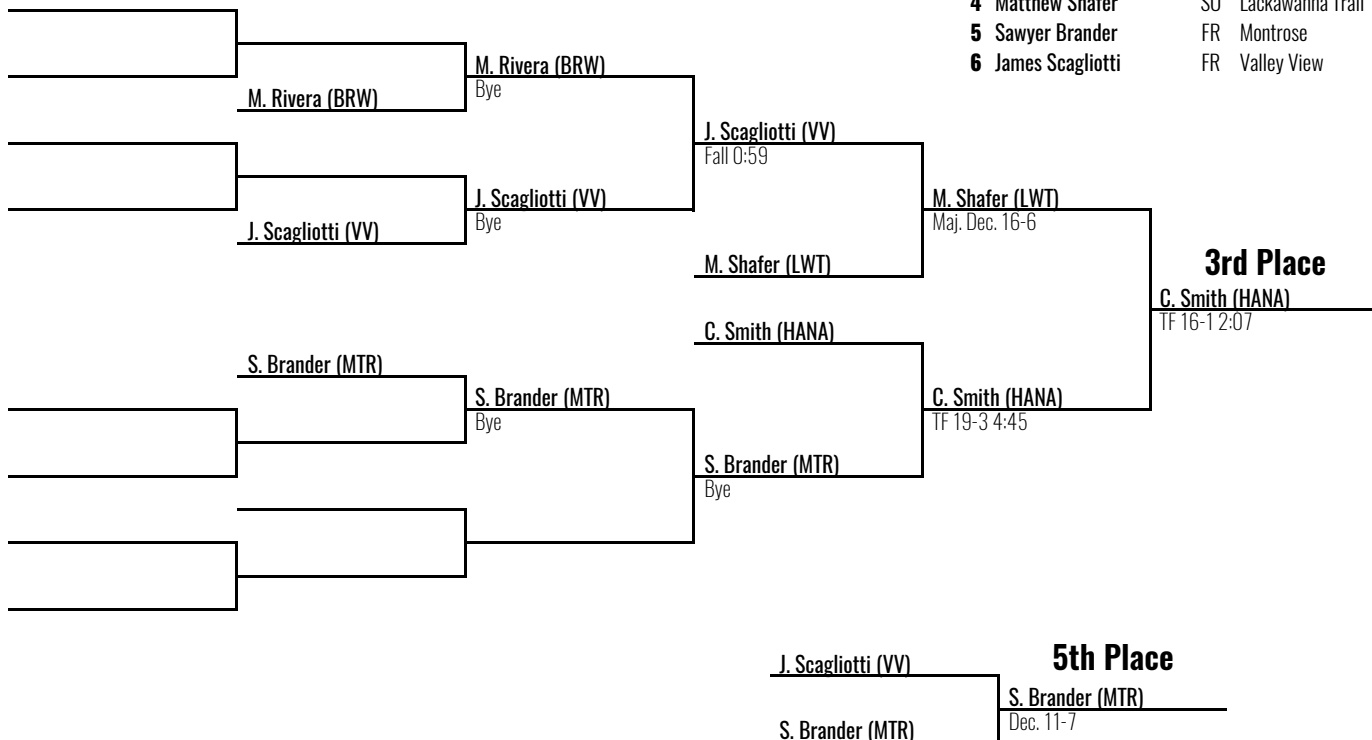 4 Matthew Shafer SO Lackawanna Trail
5 Sawyer Brander FR Montrose
6 James Scagliotti FR Valley View
M. Rivera (BRW)
Bye
M. Rivera (BRW)
J. Scagliotti (VV)
Fall 0:59
J. Scagliotti (VV)
Bye
J. Scagliotti (VV)
M. Shafer (LWT)
Maj. Dec. 16-6
M. Shafer (LWT)
3rd Place
C. Smith (HANA)
TF 16-1 2:07
C. Smith (HANA)
S. Brander (MTR)
S. Brander (MTR)
Bye
C. Smith (HANA)
TF 19-3 4:45
S. Brander (MTR)
Bye
5th Place
J. Scagliotti (VV)
S. Brander (MTR)
Dec. 11-7
S. Brander (MTR)